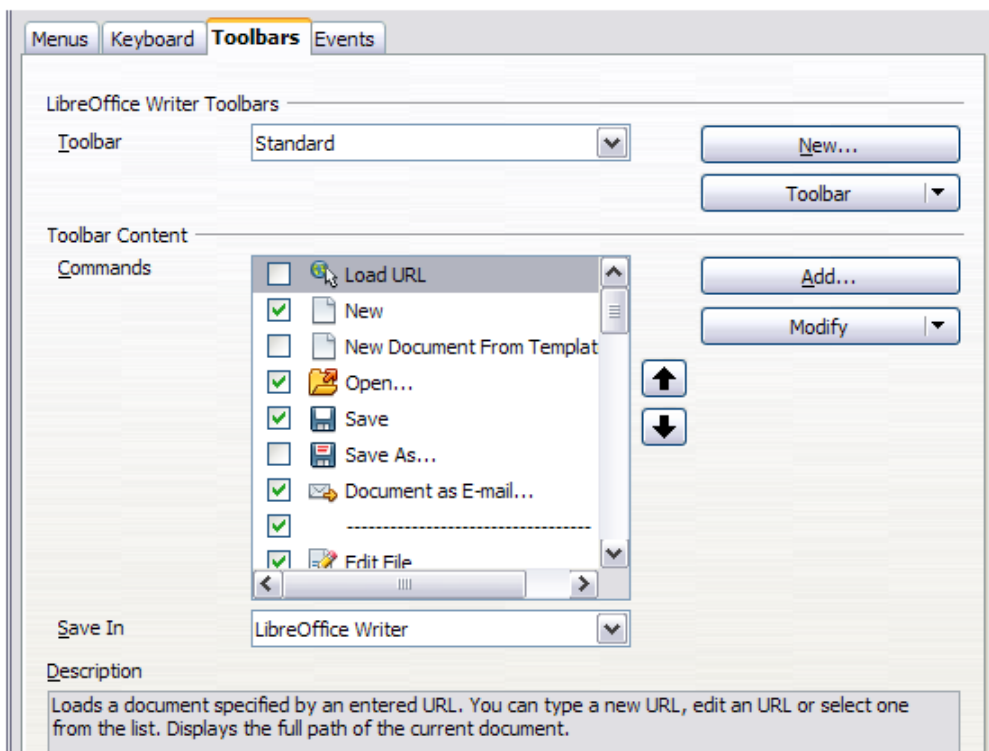 Menus Keyboard Toolbars Events
LibreOffice Writer Toolbars
Toolbar Standard New...
Toolbar
Toolbar Content
Commands Load URL Add...
New
Modify
New Document From Templat
Open...
Save
Save As...
Document as E-mail...
----------------------------------
Edit File
Save In LibreOffice Writer
Description
Loads a document specified by an entered URL. You can type a new URL, edit an URL or select one
from the list. Displays the full path of the current document.